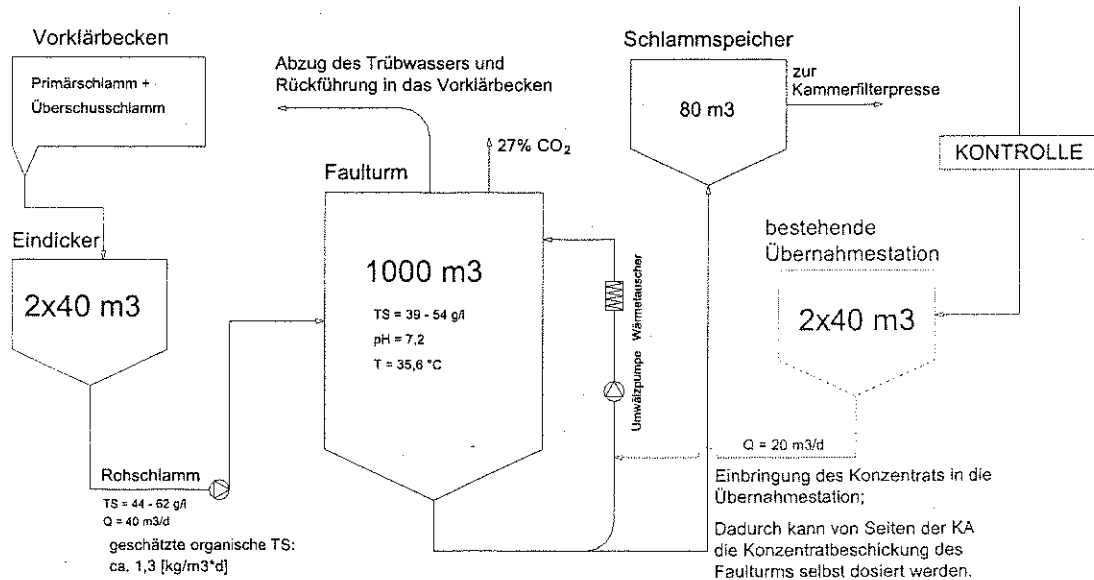 Vorklärbecken
Primärschlamm +
Überschusschlamm
Eindicker
2x40 m3
Rohschlamm
TS = 44 - 62 g/l
Q = 40 m3/d
geschätzte organische TS:
ca. 1,3 [kg/m3*d]
Abzug des Trübwassers und
Rückführung in das Vorklärbecken
27% CO₂
Faulturm
1000 m3
TS = 39 - 54 g/l
pH = 7,2
T = 35,6 °C
Umwälzpumpe Wärmetauscher
Schlammspeicher
80 m3
zur
Kammerfilterpresse
KONTROLLE
bestehende
Übernahmestation
2x40 m3
Q = 20 m3/d
Einbringung des Konzentrats in die
Übernahmestation;
Dadurch kann von Seiten der KA
die Konzentratbeschickung des
Faulturms selbst dosiert werden.